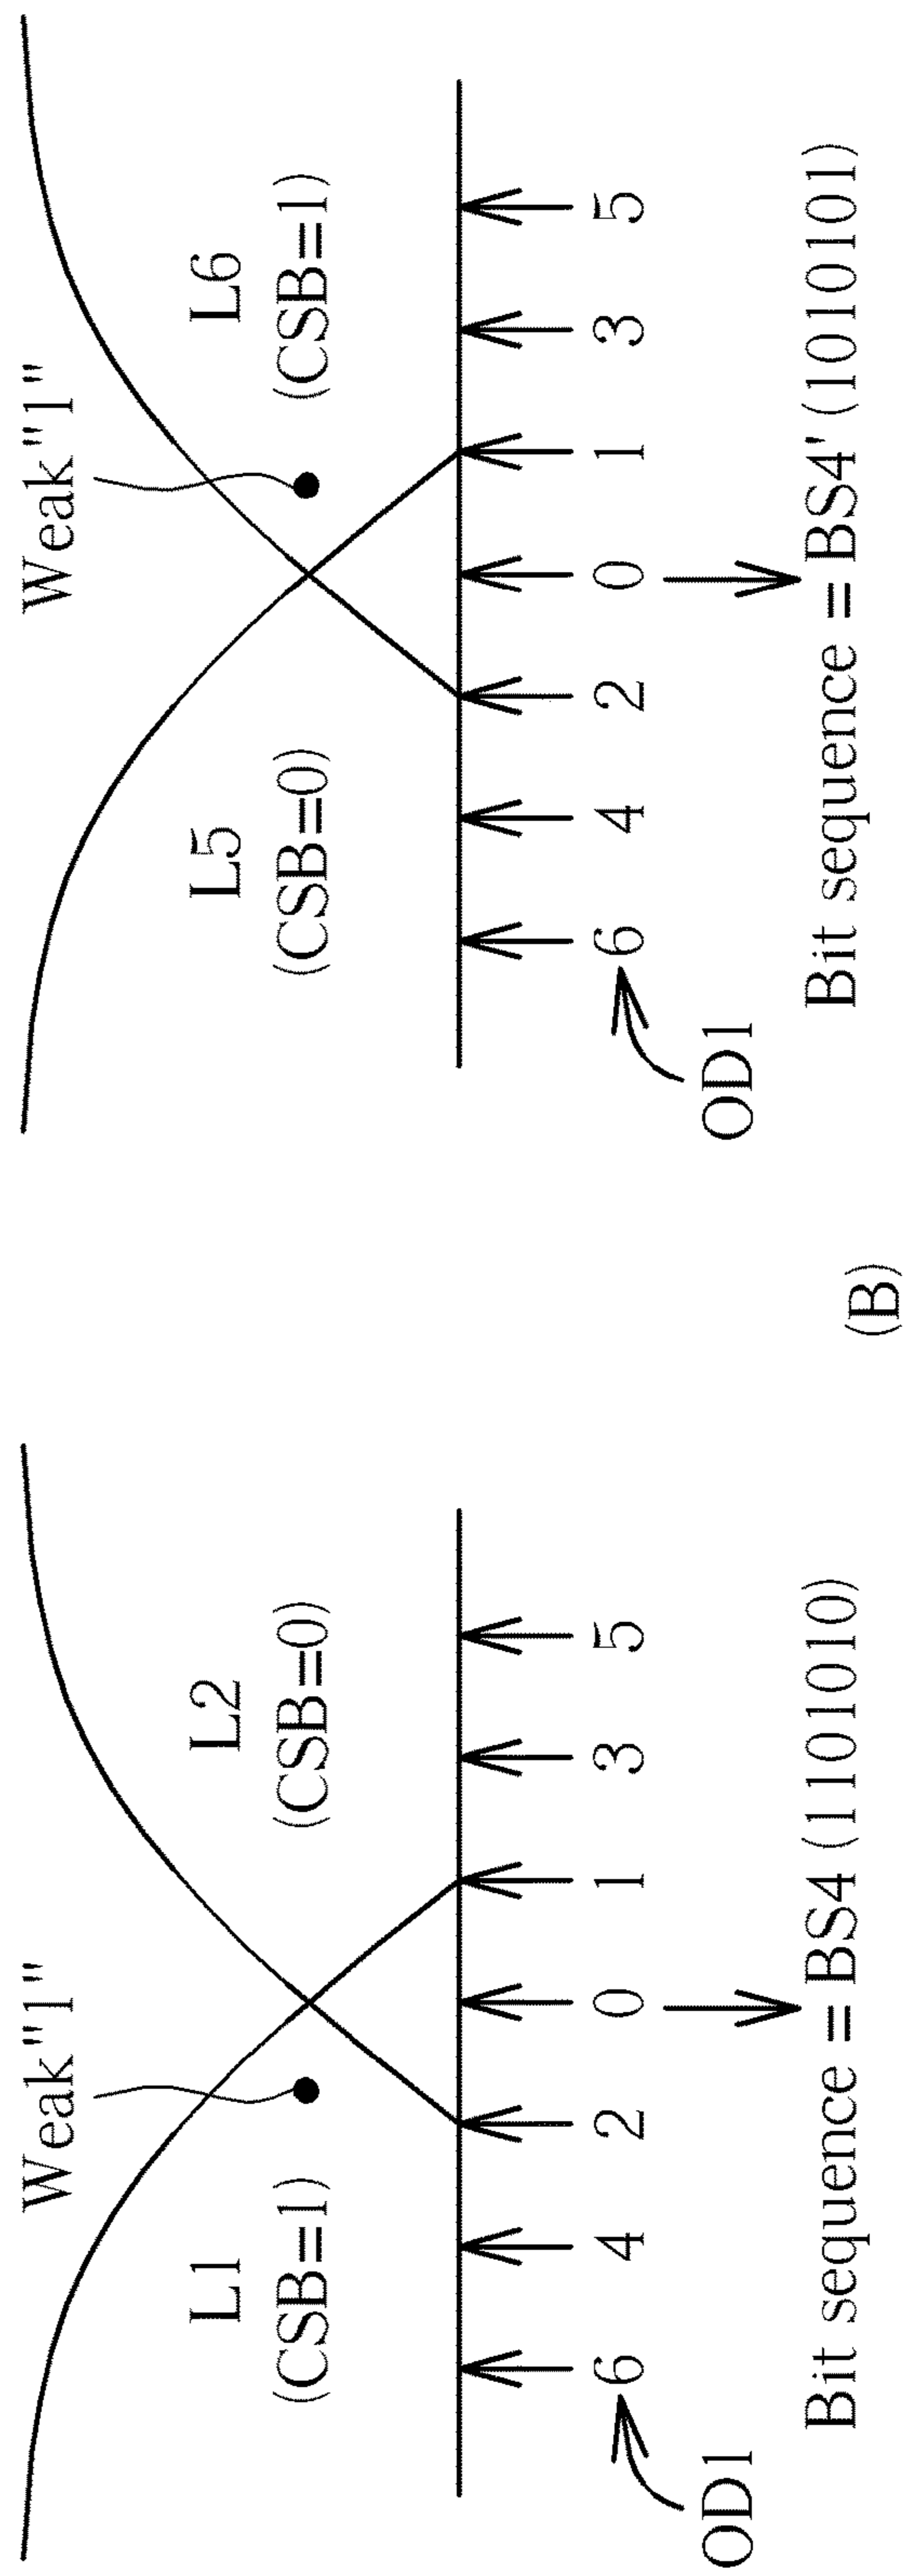 Weak"1"
L1
(CSB=1)
L2
(CSB=0)
6 4 2 0 1 3 5
OD1
Bit sequence = BS4 (1101010)
Weak"1"
L5
(CSB=0)
L6
(CSB=1)
6 4 2 0 1 3 5
OD1
Bit sequence = BS4' (1010101)
(B)